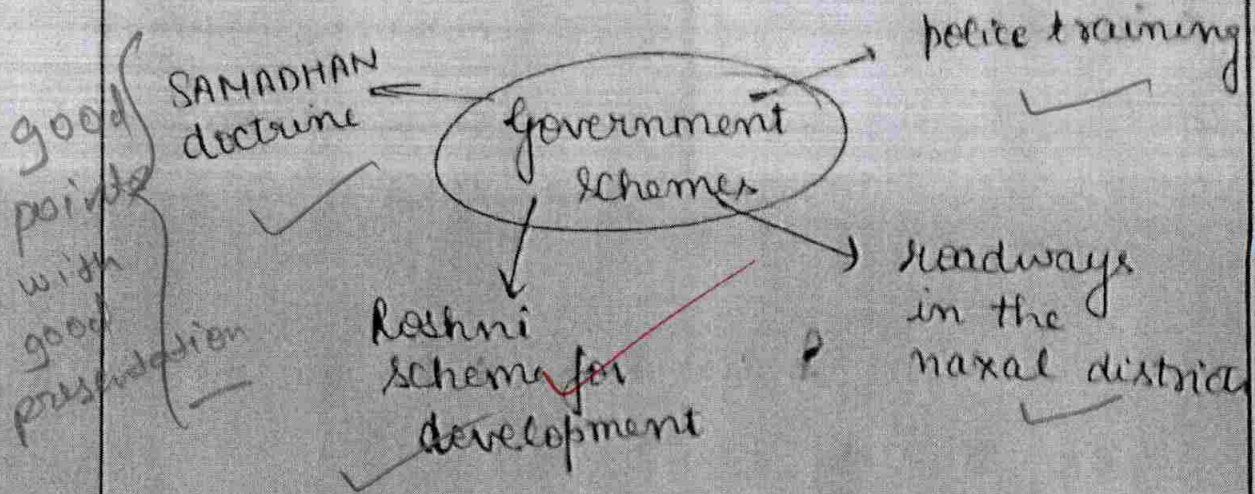 police training
SAMADHAN
doctrine
Government
schemes
good
points
with
good
presentation
Roshni
scheme for
development
roadways
in the
naxal district